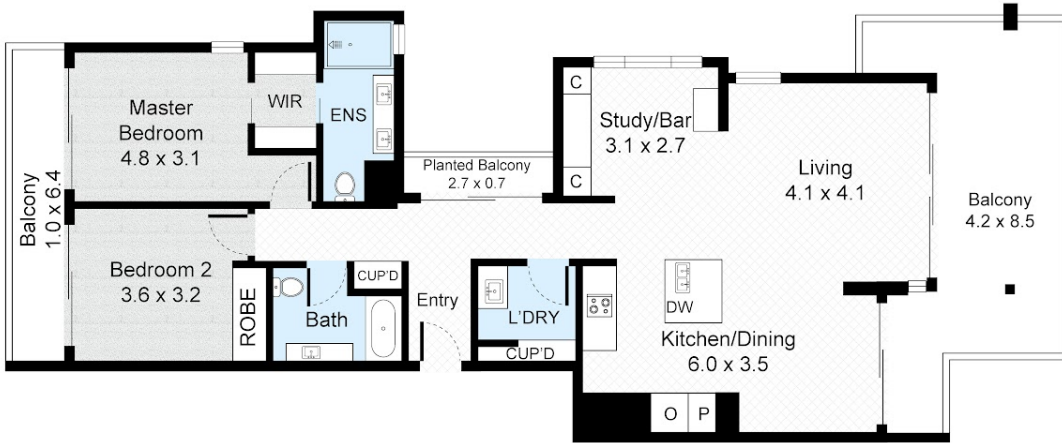 Balcony
1.0 x 6.4
Master
Bedroom
4.8 x 3.1
WIR
ENS
Bedroom 2
3.6 x 3.2
ROBE
Bath
CUP'D
Entry
Planted Balcony
2.7 x 0.7
L'DRY
CUP'D
C
C
Study/Bar
3.1 x 2.7
Living
4.1 x 4.1
DW
Kitchen/Dining
6.0 x 3.5
O
P
Balcony
4.2 x 8.5